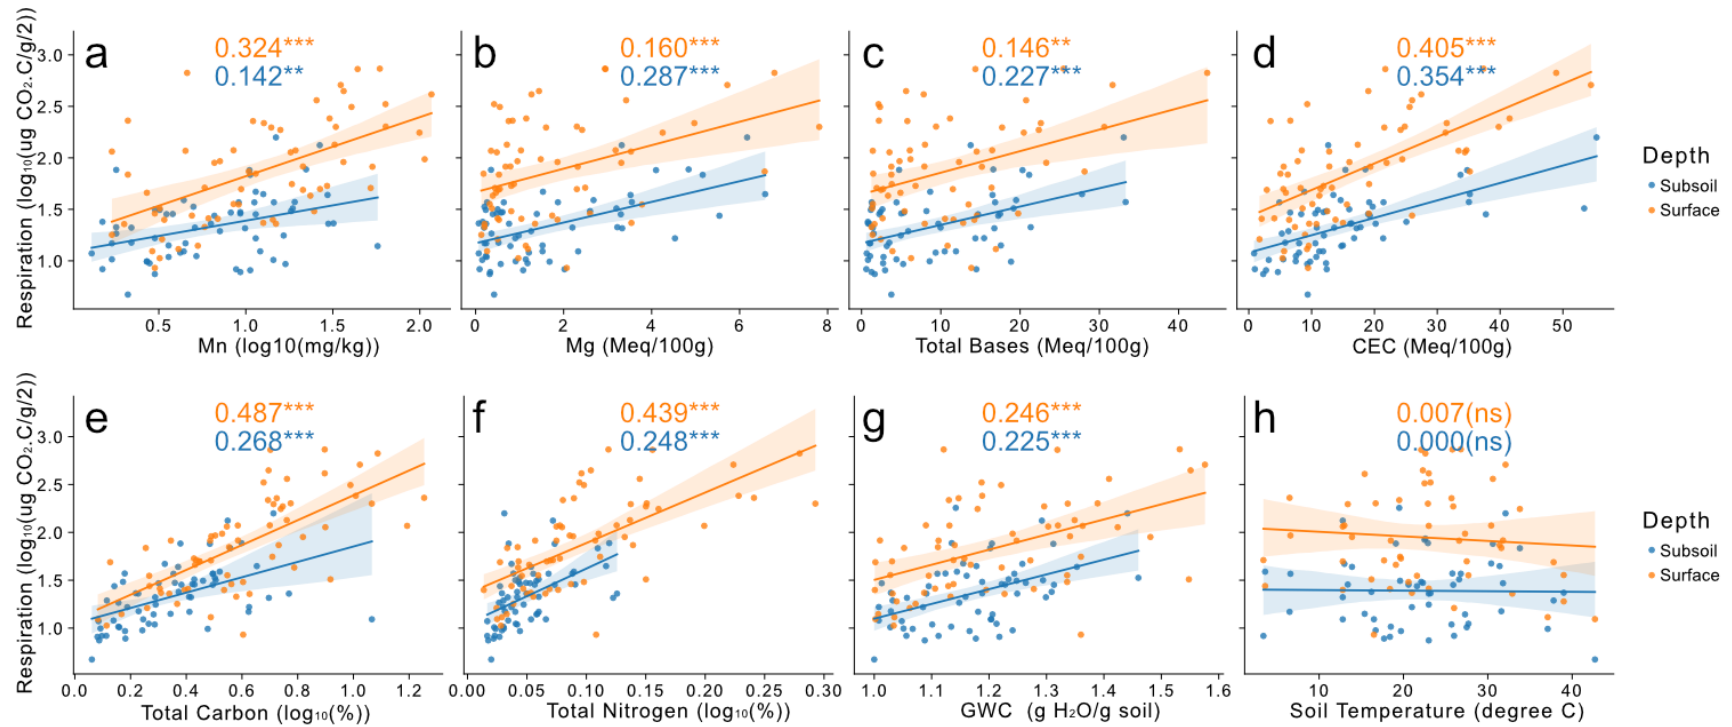 Respiration (log₁₀(ug CO₂.C/g/2))
a
0.324***
0.142**
3.0
2.5
2.0
1.5
1.0
0.5 1.0 1.5 2.0
Mn (log10(mg/kg))
b
0.160***
0.287***
0 2 4 6 8
Mg (Meq/100g)
c
0.146**
0.227***
0 10 20 30 40
Total Bases (Meq/100g)
d
0.405***
0.354***
0 10 20 30 40 50
CEC (Meq/100g)
Depth
Subsoil
Surface
Respiration (log₁₀(ug CO₂.C/g/2))
e
0.487***
0.268***
3.0
2.5
2.0
1.5
1.0
0.0 0.2 0.4 0.6 0.8 1.0 1.2
Total Carbon (log₁₀(%))
f
0.439***
0.248***
0.00 0.05 0.10 0.15 0.20 0.25 0.30
Total Nitrogen (log₁₀(%))
g
0.246***
0.225***
1.0 1.1 1.2 1.3 1.4 1.5 1.6
GWC (g H₂O/g soil)
h
0.007(ns)
0.000(ns)
10 20 30 40
Soil Temperature (degree C)
Depth
Subsoil
Surface